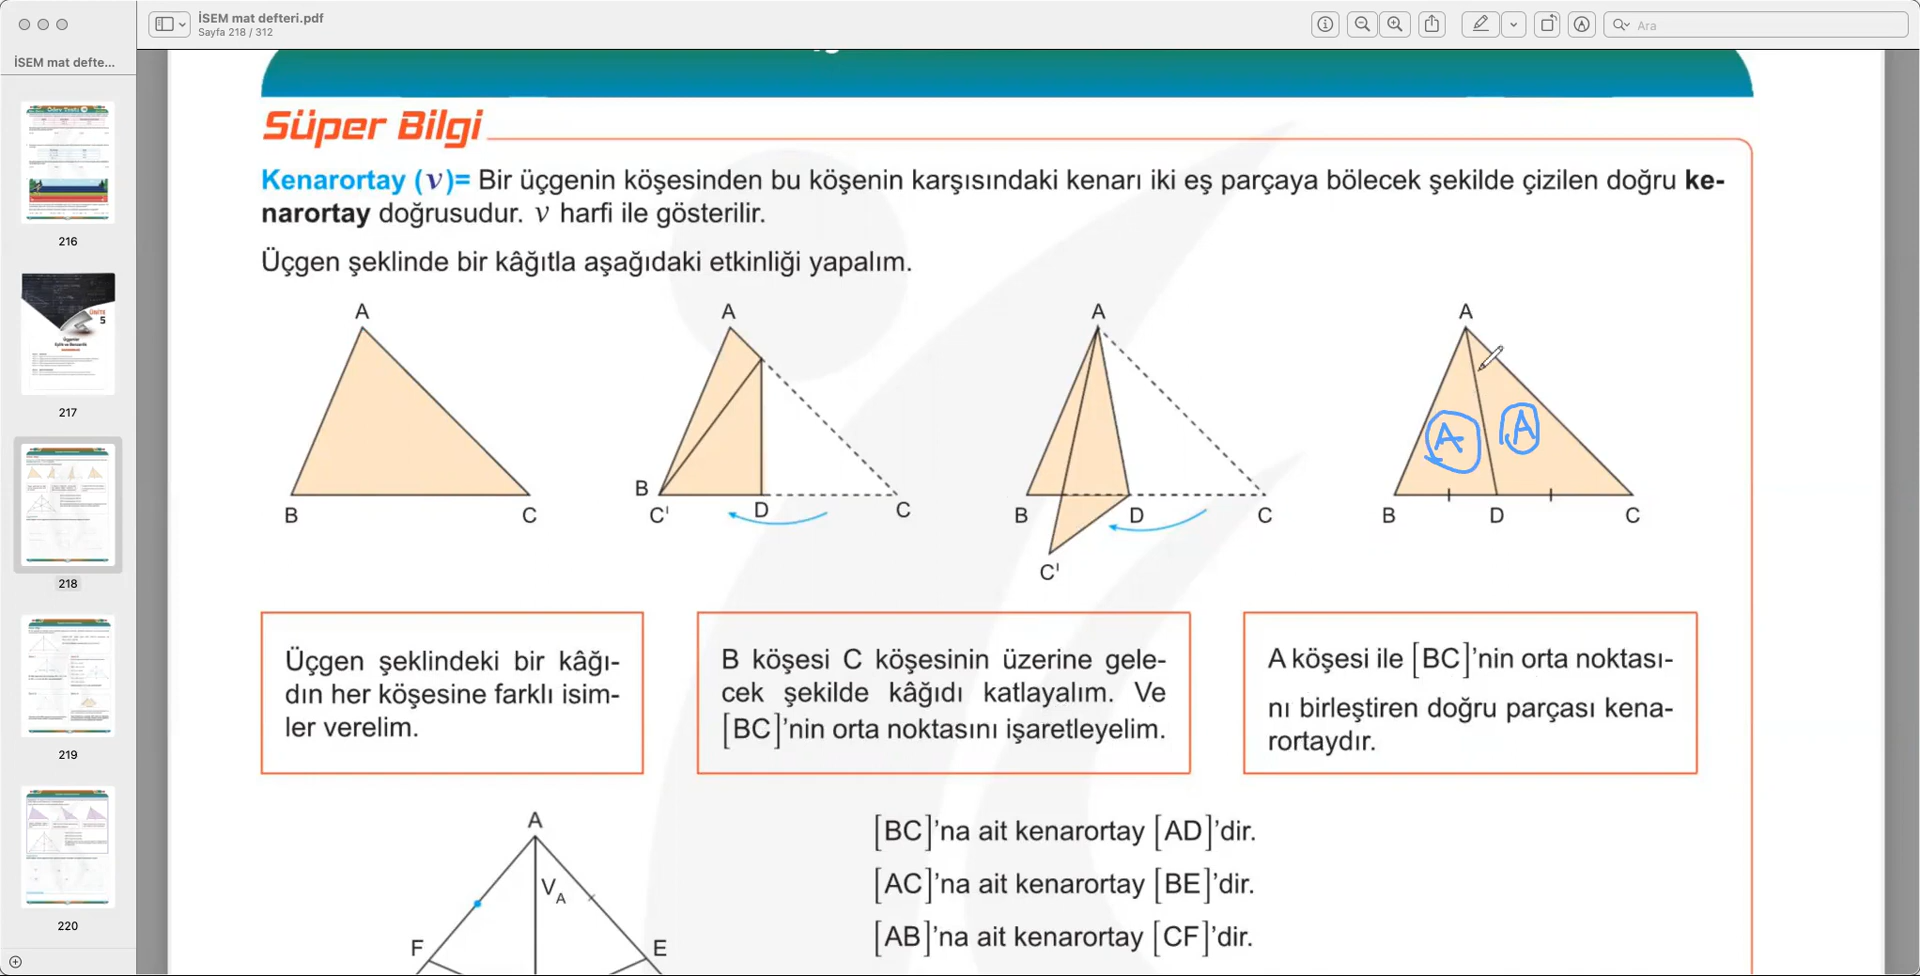 İSEM mat defteri.pdf
Sayfa 218 / 312
Ara
İSEM mat defte...
216
ÜNİTE
5
217
218
219
220
Süper Bilgi
Kenarortay (v)= Bir üçgenin köşesinden bu köşenin karşısındaki kenarı iki eş parçaya bölecek şekilde çizilen doğru ke-
narortay doğrusudur. v harfi ile gösterilir.
Üçgen şeklinde bir kâğıtla aşağıdaki etkinliği yapalım.
A
B
C
A
B
C'
D
C
A
B
D
C
C'
A
A
A
B
D
C
Üçgen şeklindeki bir kâğı-
dın her köşesine farklı isim-
ler verelim.
B köşesi C köşesinin üzerine gele-
cek şekilde kâğıdı katlayalım. Ve
[BC]'nin orta noktasını işaretleyelim.
A köşesi ile [BC]'nin orta noktası-
nı birleştiren doğru parçası kena-
rortaydır.
A
V_A
F
E
[BC]'na ait kenarortay [AD]'dir.
[AC]'na ait kenarortay [BE]'dir.
[AB]'na ait kenarortay [CF]'dir.